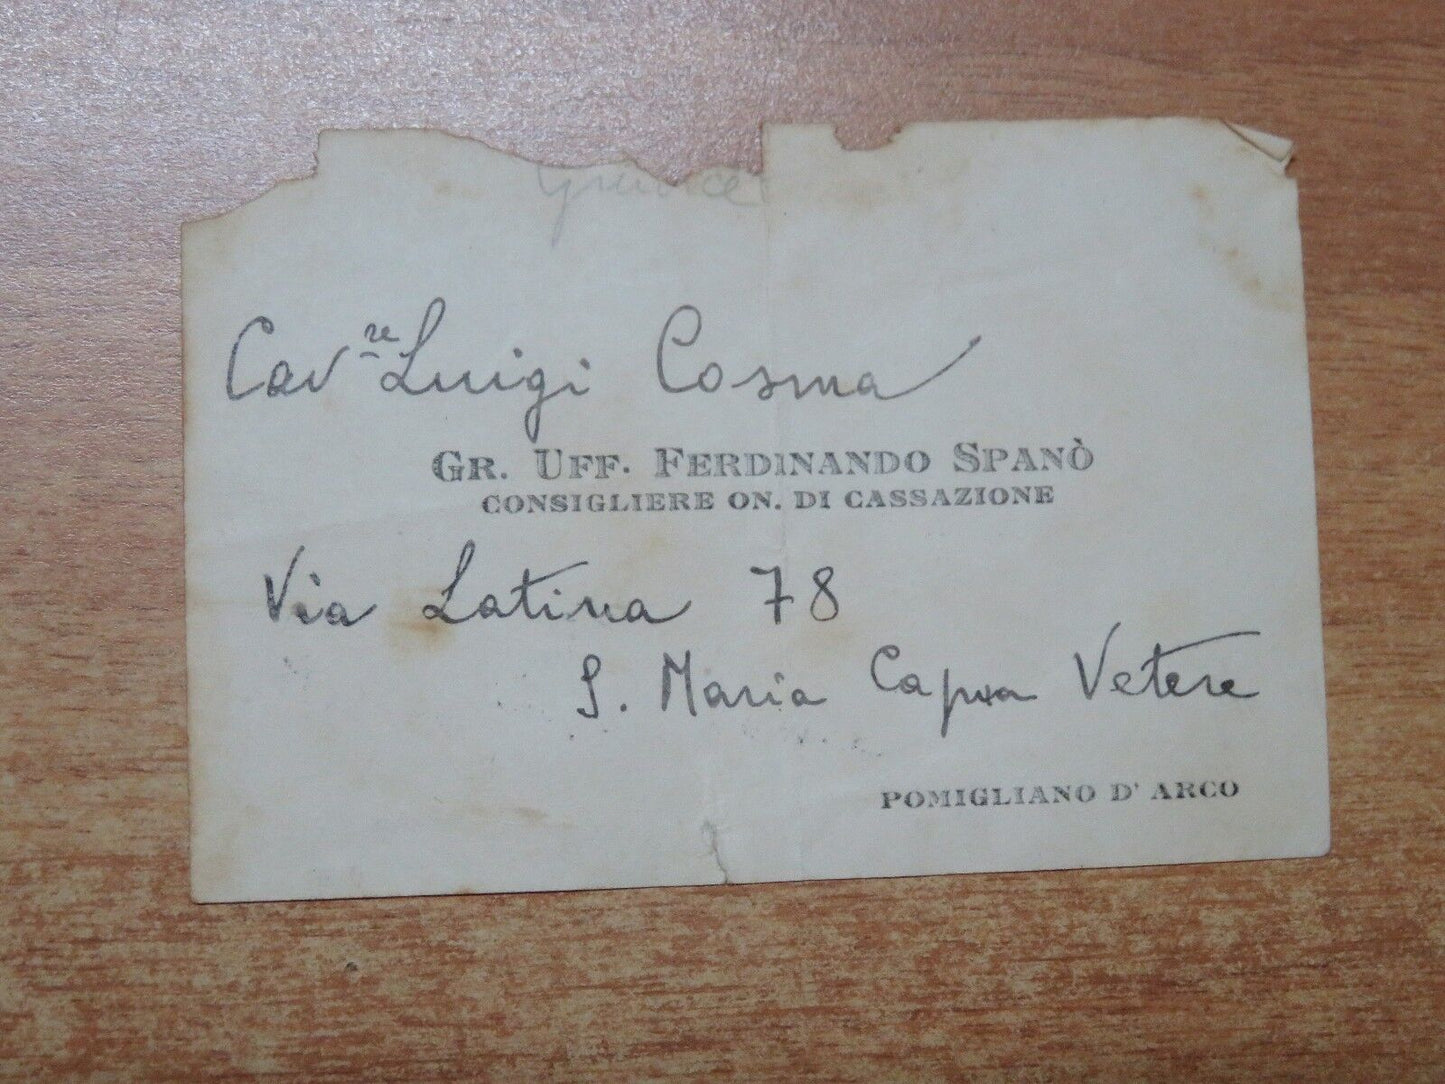 Cav.re Luigi Cosma
GR. UFF. FERDINANDO SPANÒ
CONSIGLIERE ON. DI CASSAZIONE
Via Latina 78
S. Maria Capua Vetere
POMIGLIANO D' ARCO